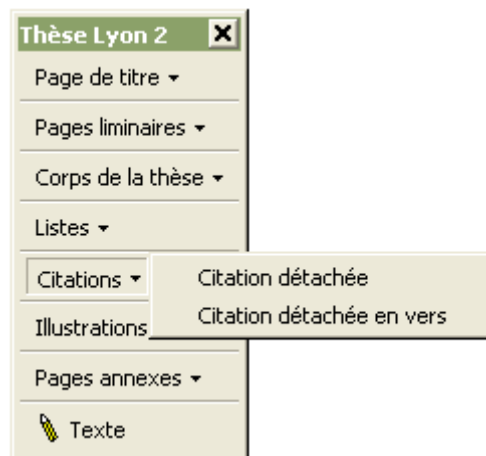 Thèse Lyon 2
Page de titre
Pages liminaires
Corps de la thèse
Listes
Citations
Citation détachée
Citation détachée en vers
Illustrations
Pages annexes
Texte